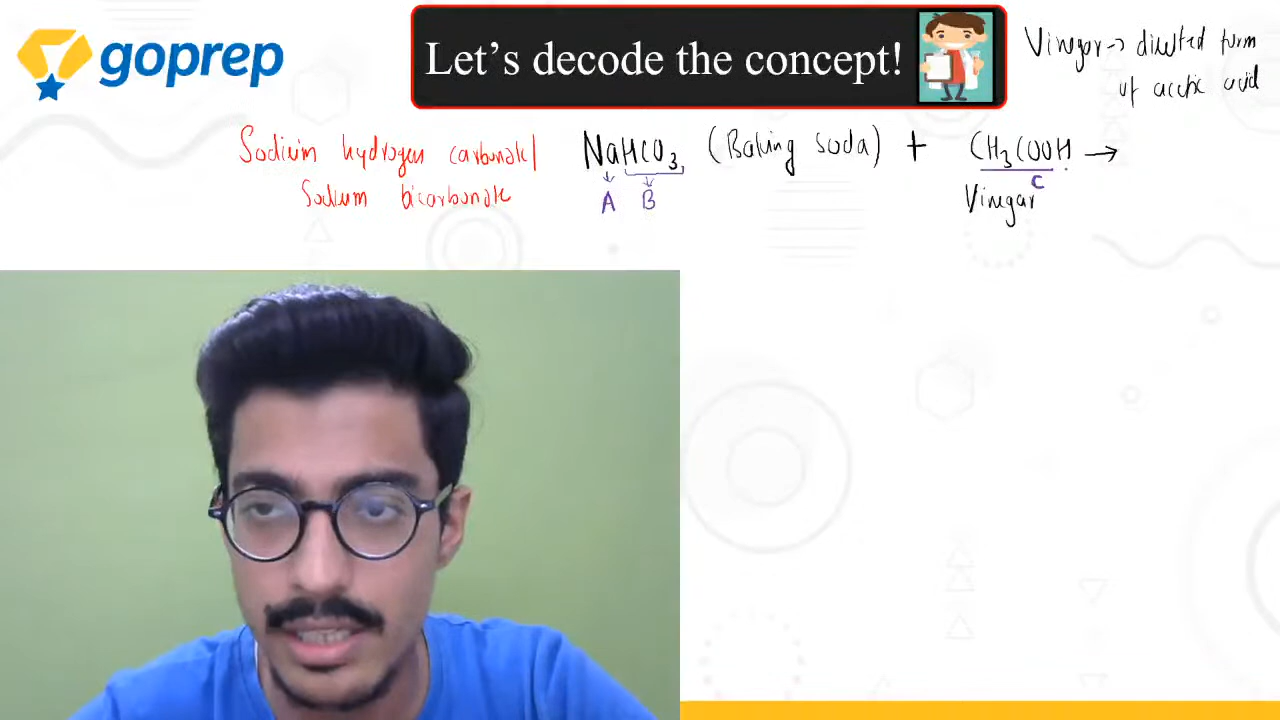 goprep
Let's decode the concept!
Vinegar → diluted form
of acetic acid
Sodium hydrogen carbonate/
Sodium bicarbonate
NaHCO₃ (Baking soda) + CH₃COOH →
A B
C
Vinegar